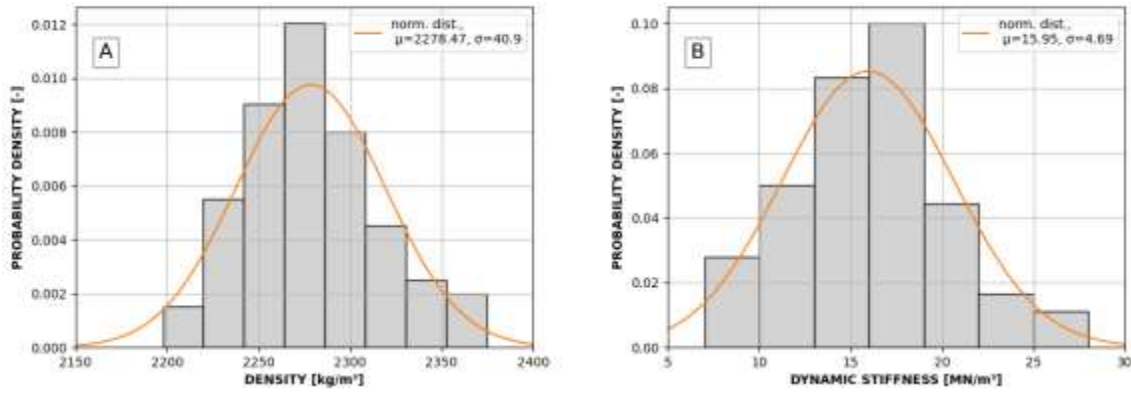 A
norm. dist.,
μ=2278.47, σ=40.9
PROBABILITY DENSITY [-]
0.012
0.010
0.008
0.006
0.004
0.002
0.000
2150
2200
2250
2300
2350
2400
DENSITY [kg/m³]
B
norm. dist.,
μ=15.95, σ=4.69
PROBABILITY DENSITY [-]
0.10
0.08
0.06
0.04
0.02
0.00
5
10
15
20
25
30
DYNAMIC STIFFNESS [MN/m³]